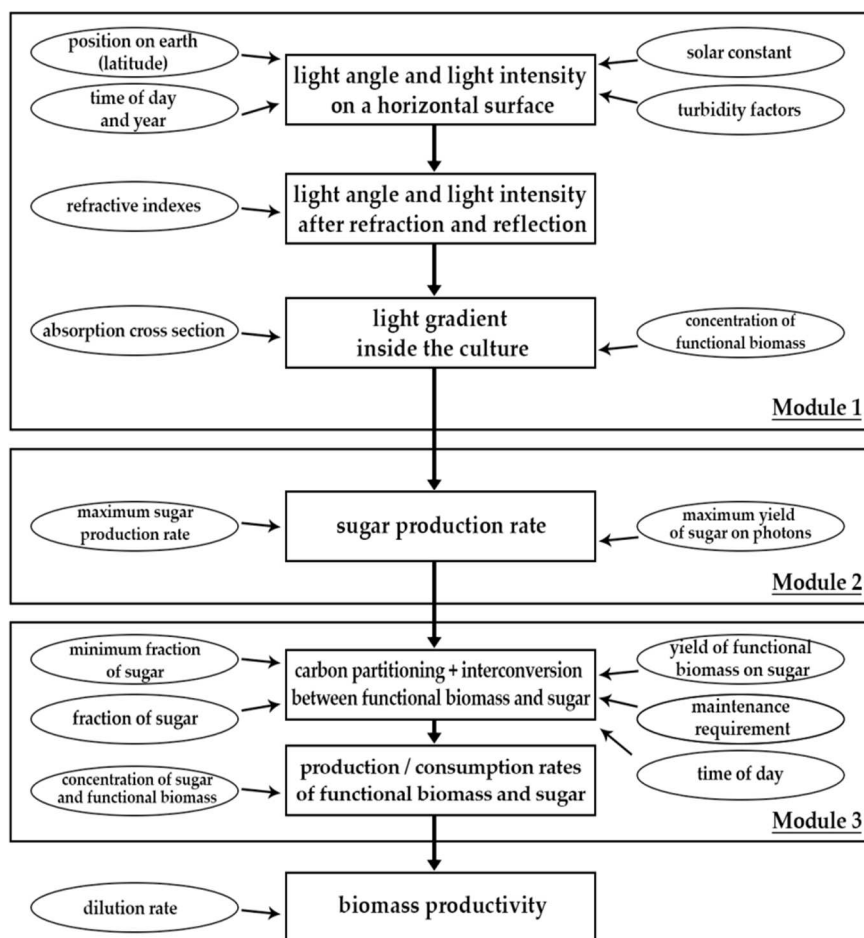 position on earth
(latitude)
solar constant
light angle and light intensity
on a horizontal surface
time of day
and year
turbidity factors
refractive indexes
light angle and light intensity
after refraction and reflection
absorption cross section
light gradient
inside the culture
concentration of
functional biomass
Module 1
maximum sugar
production rate
sugar production rate
maximum yield
of sugar on photons
Module 2
minimum fraction
of sugar
yield of functional
biomass on sugar
carbon partitioning + interconversion
between functional biomass and sugar
fraction of sugar
maintenance
requirement
concentration of sugar
and functional biomass
production / consumption rates
of functional biomass and sugar
time of day
Module 3
dilution rate
biomass productivity